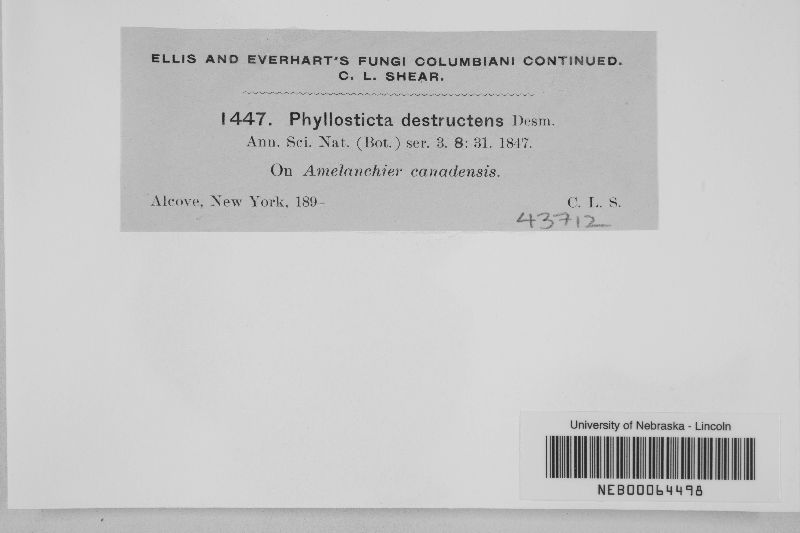 ELLIS AND EVERHART'S FUNGI COLUMBIANI CONTINUED.
C. L. SHEAR.
1447. Phyllosticta destructens Desm.
Ann. Sci. Nat. (Bot.) ser. 3. 8: 31. 1847.
On Amelanchier canadensis.
Alcove, New York, 189–
C. L. S.
43712
University of Nebraska - Lincoln
NEB00064498